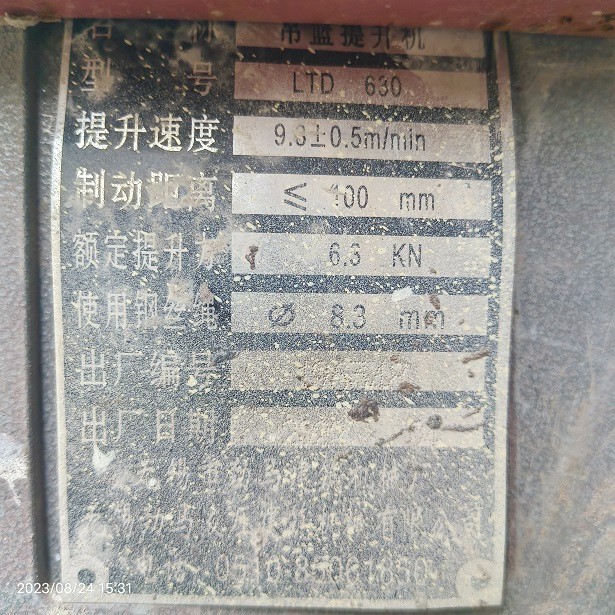 名 称 吊篮提升机
型 号 LTD 630
提升速度 9.3±0.5m/min
制动距离 ≤ 100 mm
额定提升力 6.3 KN
使用钢丝绳 Ø 8.3 mm
出厂编号
出厂日期
2023/08/24 15:31